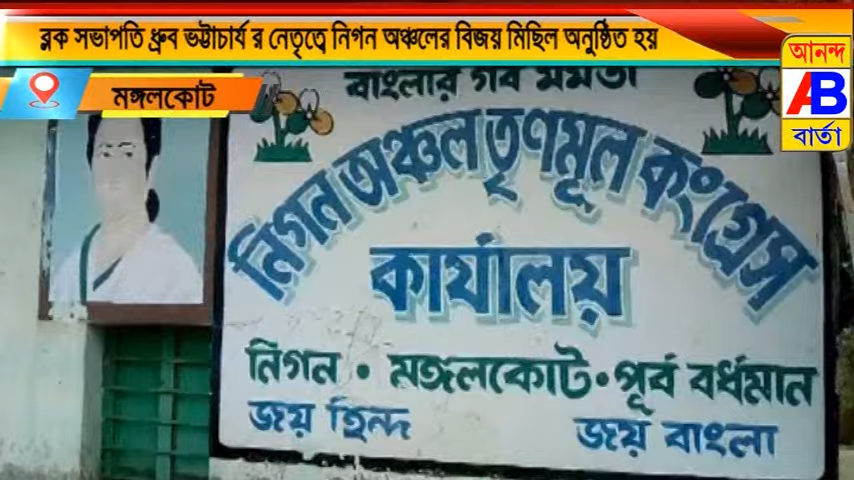 ব্লক সভাপতি ধ্রুব ভট্টাচার্য র নেতৃত্বে নিগন অঞ্চলের বিজয় মিছিল অনুষ্ঠিত হয়
আনন্দ
AB
বার্তা
মঙ্গলকোট
বাংলার গর্ব মমতা
নিগন অঞ্চল তৃণমূল কংগ্রেস
কার্যালয়
নিগন • মঙ্গলকোট • পূর্ব বর্ধমান
জয় হিন্দ
জয় বাংলা